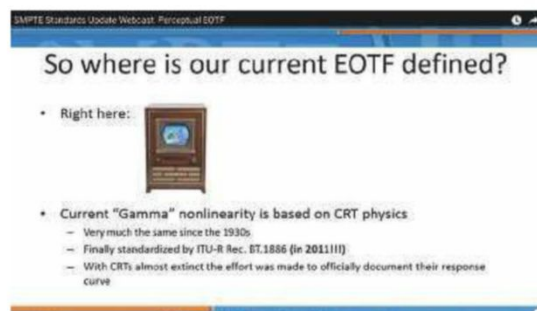 SMPTE Standards Update Webcast: Perceptual EOTF
So where is our current EOTF defined?
• Right here:
• Current "Gamma" nonlinearity is based on CRT physics
– Very much the same since the 1930s
– Finally standardized by ITU-R Rec. BT.1886 (in 2011!!!)
– With CRTs almost extinct the effort was made to officially document their response
curve